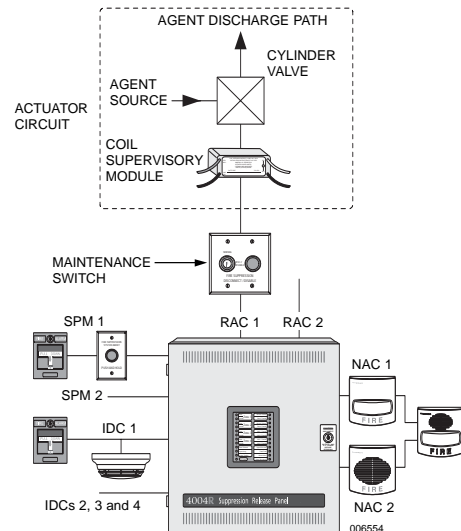 AGENT DISCHARGE PATH
CYLINDER
VALVE
AGENT
SOURCE
ACTUATOR
CIRCUIT
COIL
SUPERVISORY
MODULE
MAINTENANCE
SWITCH
FIRE SUPPRESSION
SPM 1
RAC 1
RAC 2
NAC 1
FIRE
FIRE
SPM 2
IDC 1
FIRE
NAC 2
IDCs 2, 3 and 4
4004R Suppression Release Panel
006554